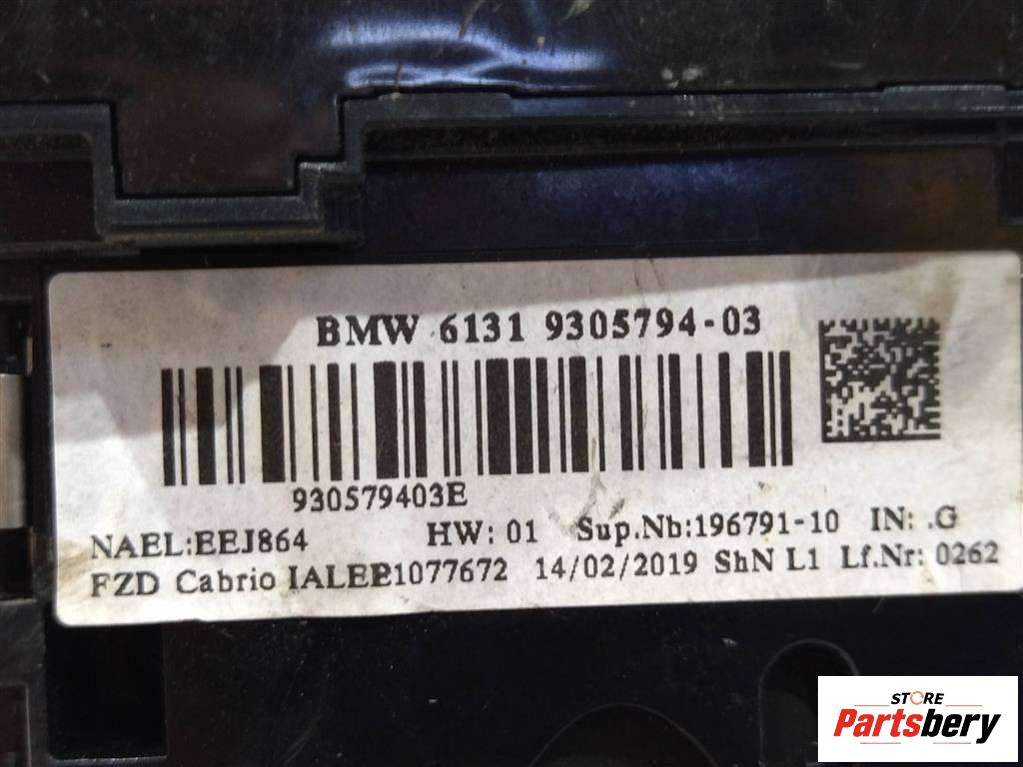 BMW 6131 9305794-03
930579403E
NAEL:EEJ864 HW: 01 Sup.Nb:196791-10 IN: .G
FZD Cabrio 14/02/2019 ShN L1 Lf.Nr: 0262
STORE
Partsbery